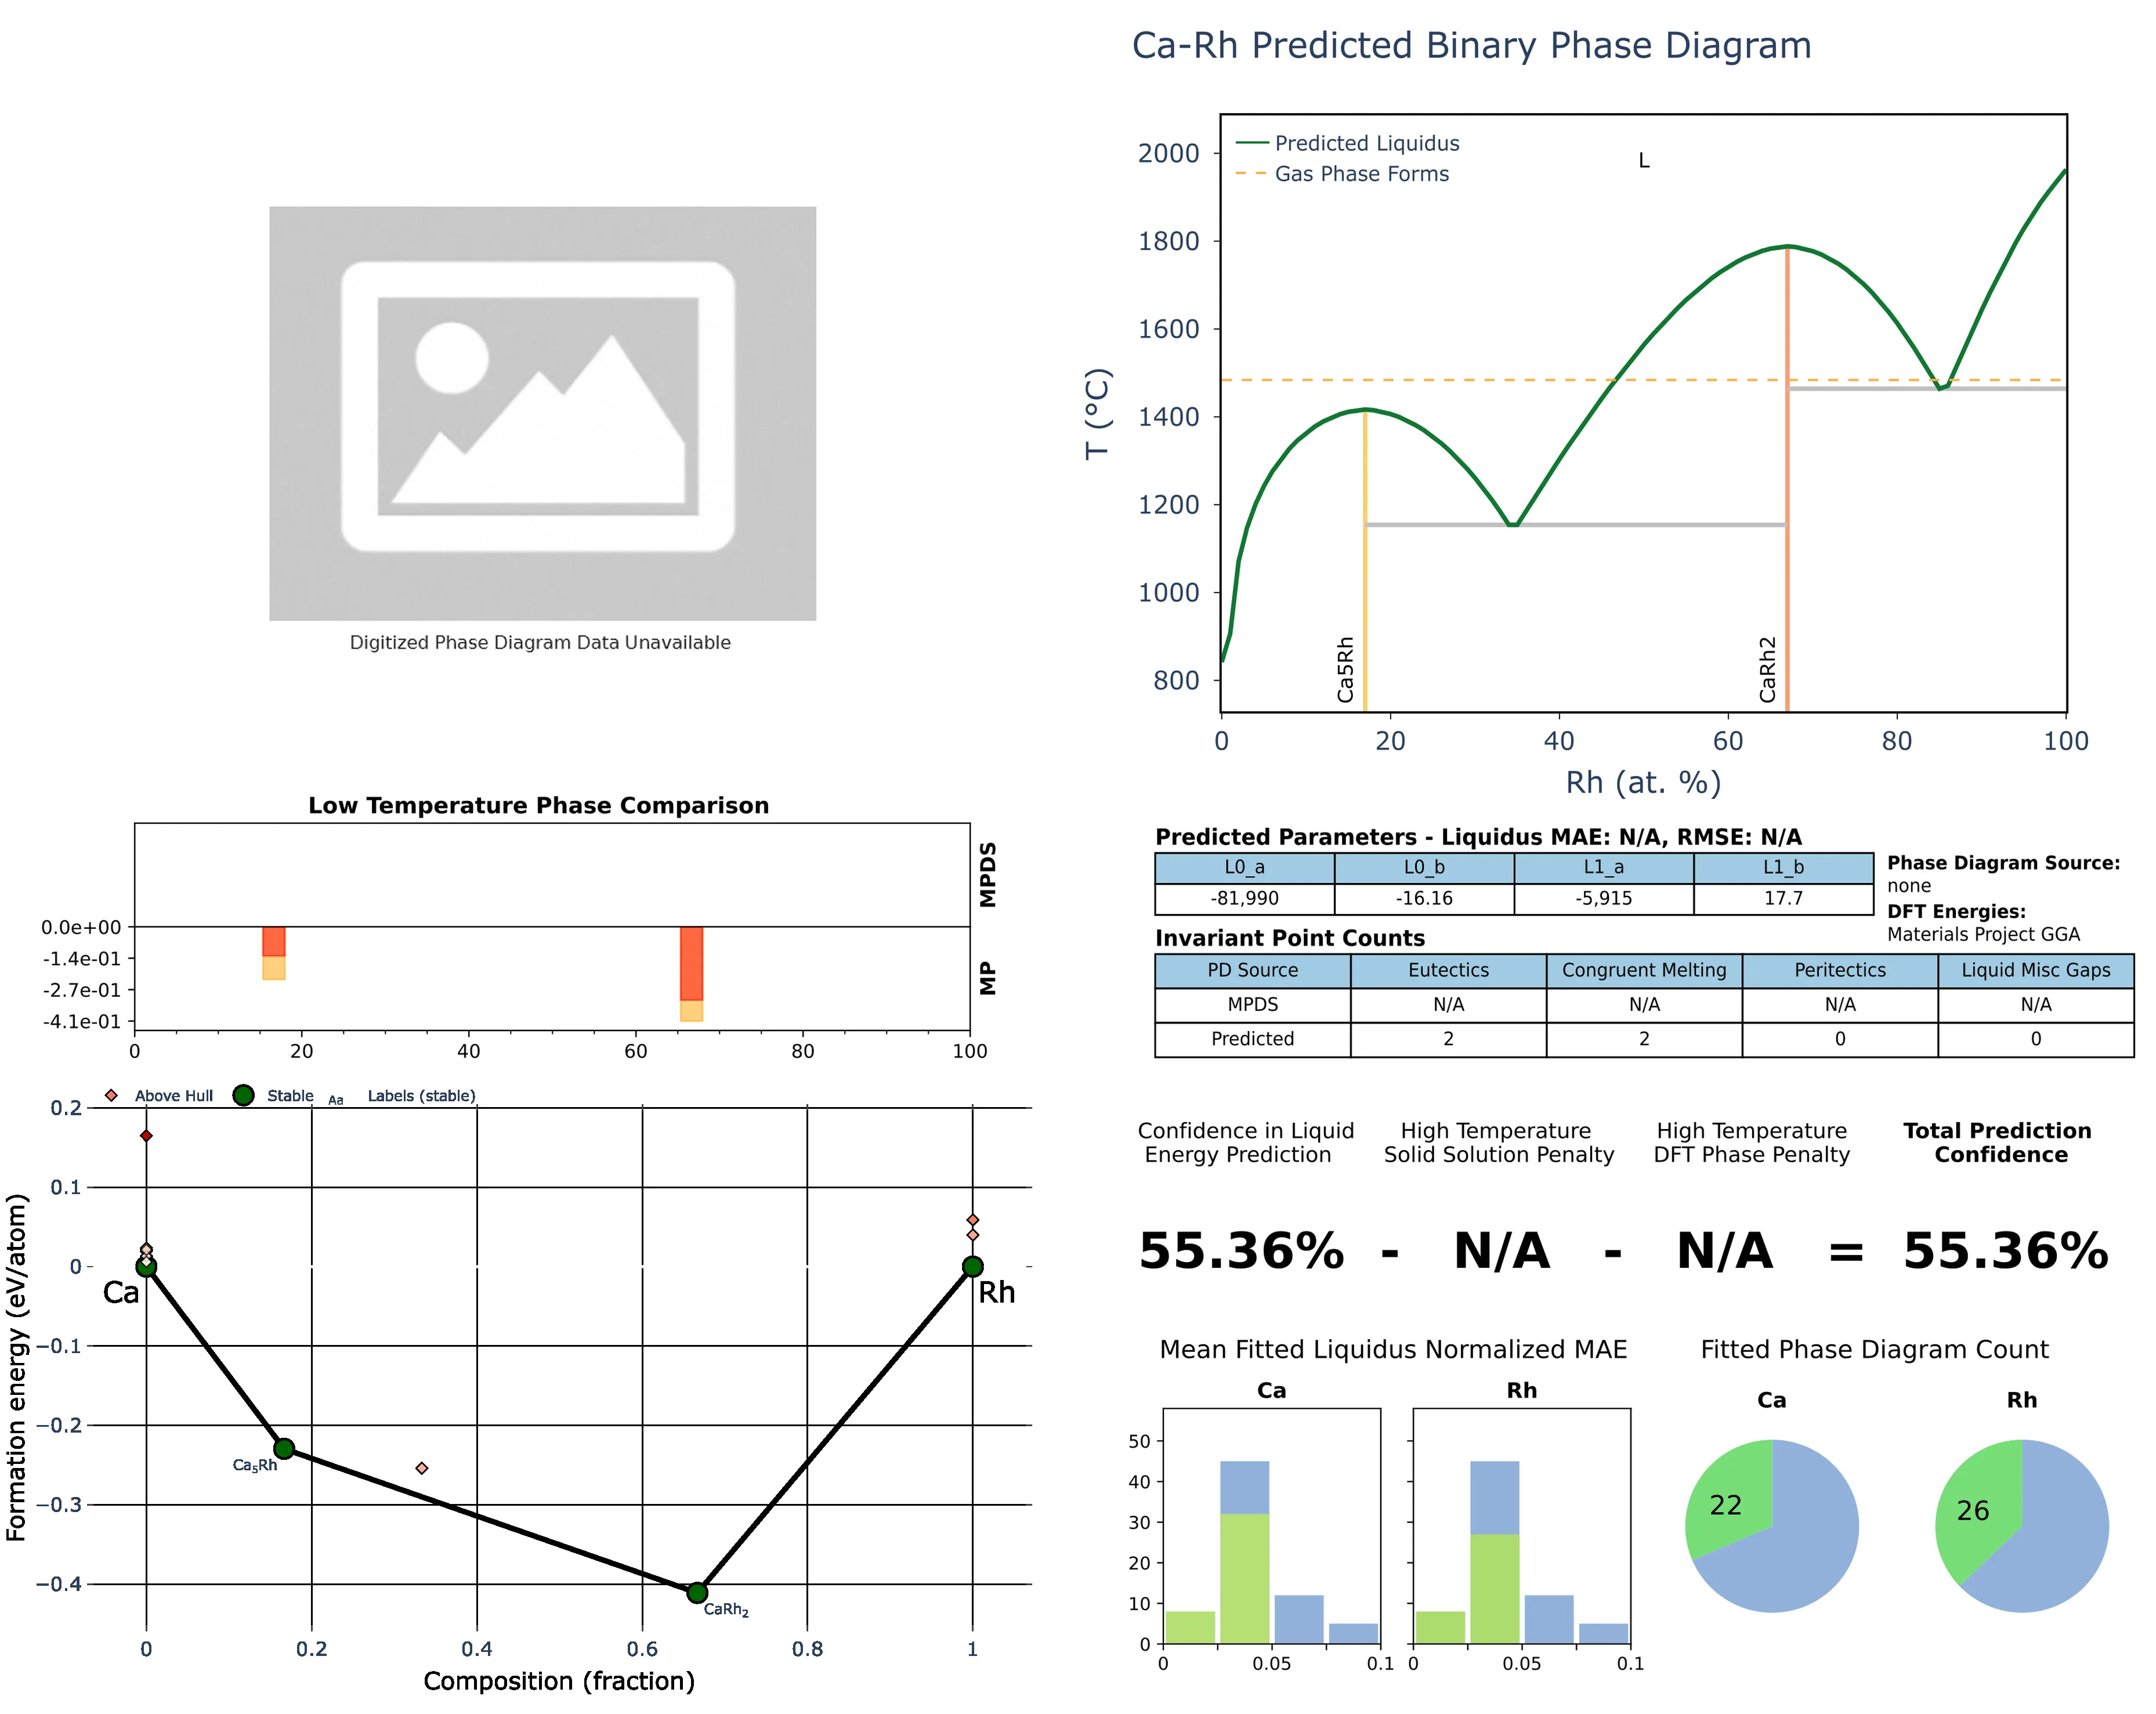 Ca-Rh Predicted Binary Phase Diagram
Predicted Liquidus
Gas Phase Forms
L
2000
1800
1600
1400
1200
1000
800
T (°C)
Ca5Rh
CaRh2
0 20 40 60 80 100
Rh (at. %)
Digitized Phase Diagram Data Unavailable
Low Temperature Phase Comparison
MPDS
MP
0.0e+00
-1.4e-01
-2.7e-01
-4.1e-01
0 20 40 60 80 100
Predicted Parameters - Liquidus MAE: N/A, RMSE: N/A
L0_a L0_b L1_a L1_b
-81,990 -16.16 -5,915 17.7
Phase Diagram Source:
none
DFT Energies:
Materials Project GGA
Invariant Point Counts
PD Source Eutectics Congruent Melting Peritectics Liquid Misc Gaps
MPDS N/A N/A N/A N/A
Predicted 2 2 0 0
Above Hull Stable Aa Labels (stable)
0.2
0.1
0
−0.1
−0.2
−0.3
−0.4
Formation energy (eV/atom)
Ca
Rh
Ca₅Rh
CaRh₂
0 0.2 0.4 0.6 0.8 1
Composition (fraction)
Confidence in Liquid
Energy Prediction
High Temperature
Solid Solution Penalty
High Temperature
DFT Phase Penalty
Total Prediction
Confidence
55.36% - N/A - N/A = 55.36%
Mean Fitted Liquidus Normalized MAE
Ca
Rh
50
40
30
20
10
0
0 0.05 0.1
0 0.05 0.1
Fitted Phase Diagram Count
Ca
Rh
22
26